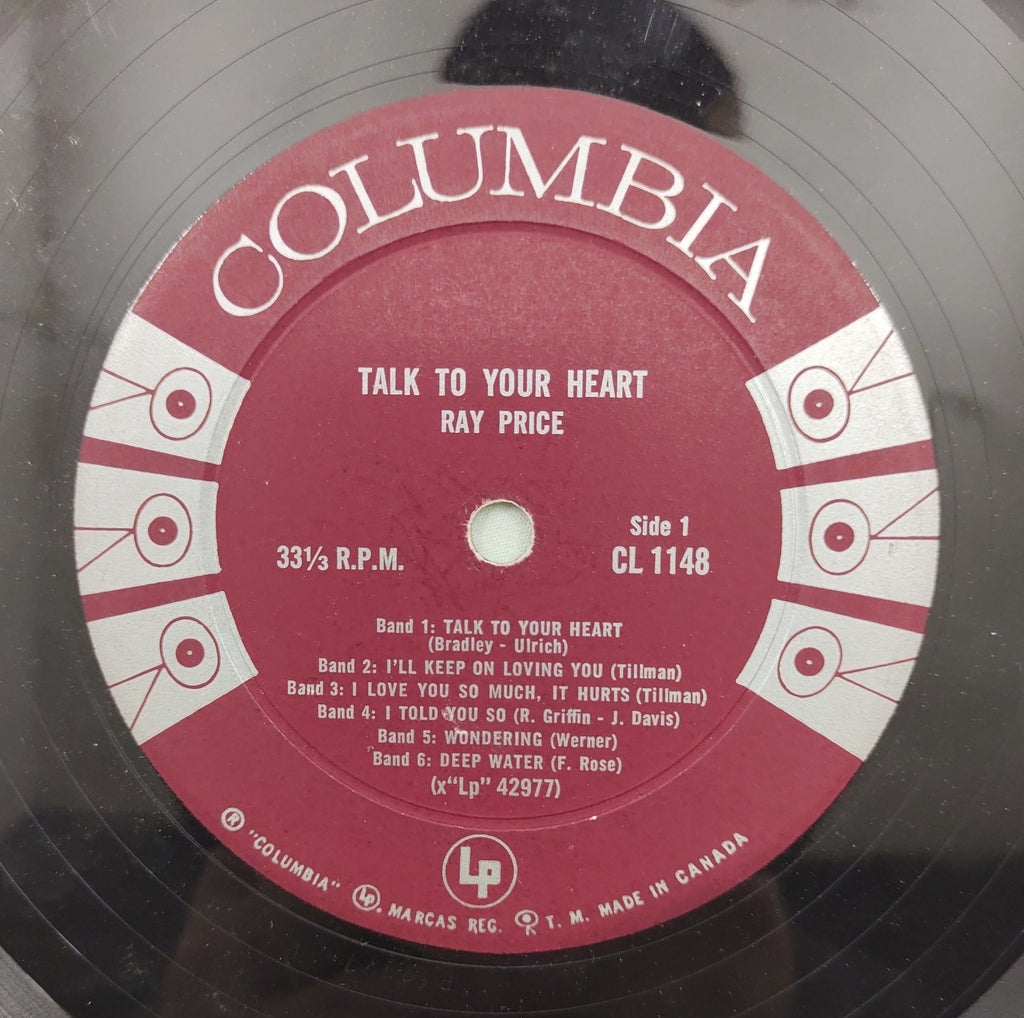 COLUMBIA
TALK TO YOUR HEART
RAY PRICE
33⅓ R.P.M.
Side 1
CL 1148
Band 1: TALK TO YOUR HEART
(Bradley - Ulrich)
Band 2: I'LL KEEP ON LOVING YOU (Tillman)
Band 3: I LOVE YOU SO MUCH, IT HURTS (Tillman)
Band 4: I TOLD YOU SO (R. Griffin - J. Davis)
Band 5: WONDERING (Werner)
Band 6: DEEP WATER (F. Rose)
(x“Lp” 42977)
LP
® "COLUMBIA" LP. MARCAS REG. T. M. MADE IN CANADA